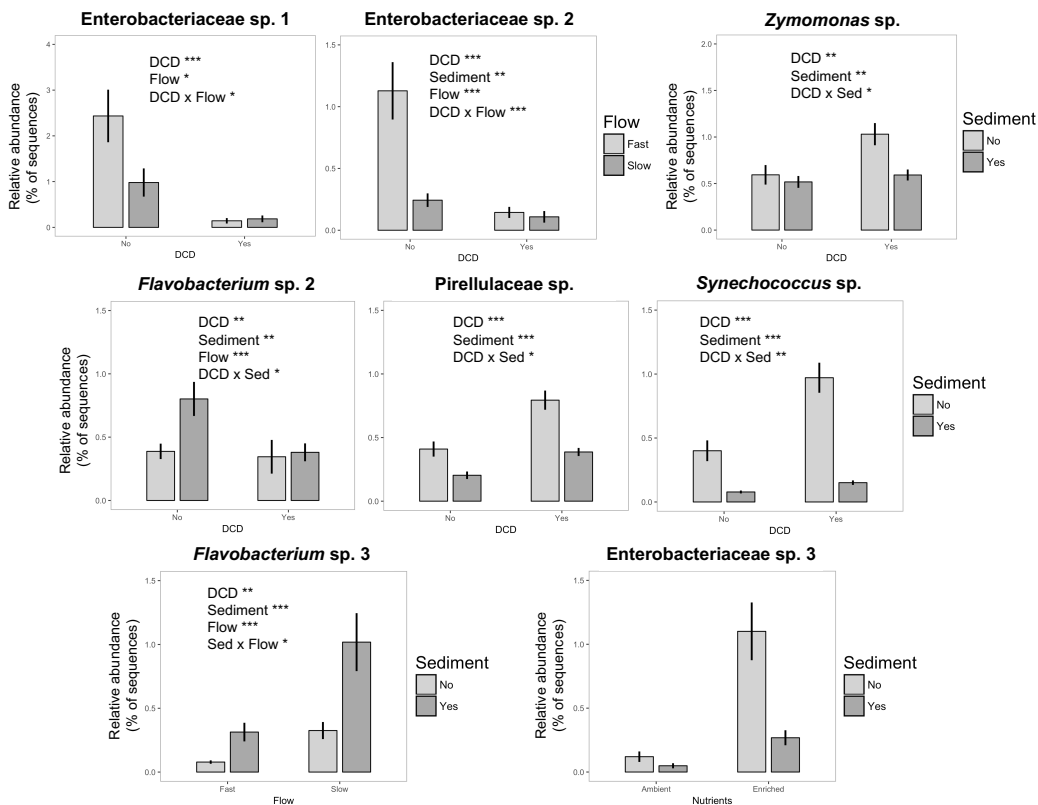 Enterobacteriaceae sp. 1
Relative abundance
(% of sequences)
4
3
2
1
0
DCD ***
Flow *
DCD x Flow *
No
Yes
DCD
Enterobacteriaceae sp. 2
1.5
1.0
0.5
0.0
DCD ***
Sediment **
Flow ***
DCD x Flow ***
No
Yes
DCD
Flow
Fast
Slow
Zymomonas sp.
Relative abundance
(% of sequences)
2.0
1.5
1.0
0.5
0.0
DCD **
Sediment **
DCD x Sed *
No
Yes
DCD
Sediment
No
Yes
Flavobacterium sp. 2
Relative abundance
(% of sequences)
1.5
1.0
0.5
0.0
DCD **
Sediment **
Flow ***
DCD x Sed *
No
Yes
DCD
Pirellulaceae sp.
1.5
1.0
0.5
0.0
DCD ***
Sediment ***
DCD x Sed *
No
Yes
DCD
Synechococcus sp.
1.5
1.0
0.5
0.0
DCD ***
Sediment ***
DCD x Sed **
No
Yes
DCD
Sediment
No
Yes
Flavobacterium sp. 3
Relative abundance
(% of sequences)
1.5
1.0
0.5
0.0
DCD **
Sediment ***
Flow ***
Sed x Flow *
Fast
Slow
Flow
Sediment
No
Yes
Enterobacteriaceae sp. 3
Relative abundance
(% of sequences)
1.5
1.0
0.5
0.0
Ambient
Enriched
Nutrients
Sediment
No
Yes